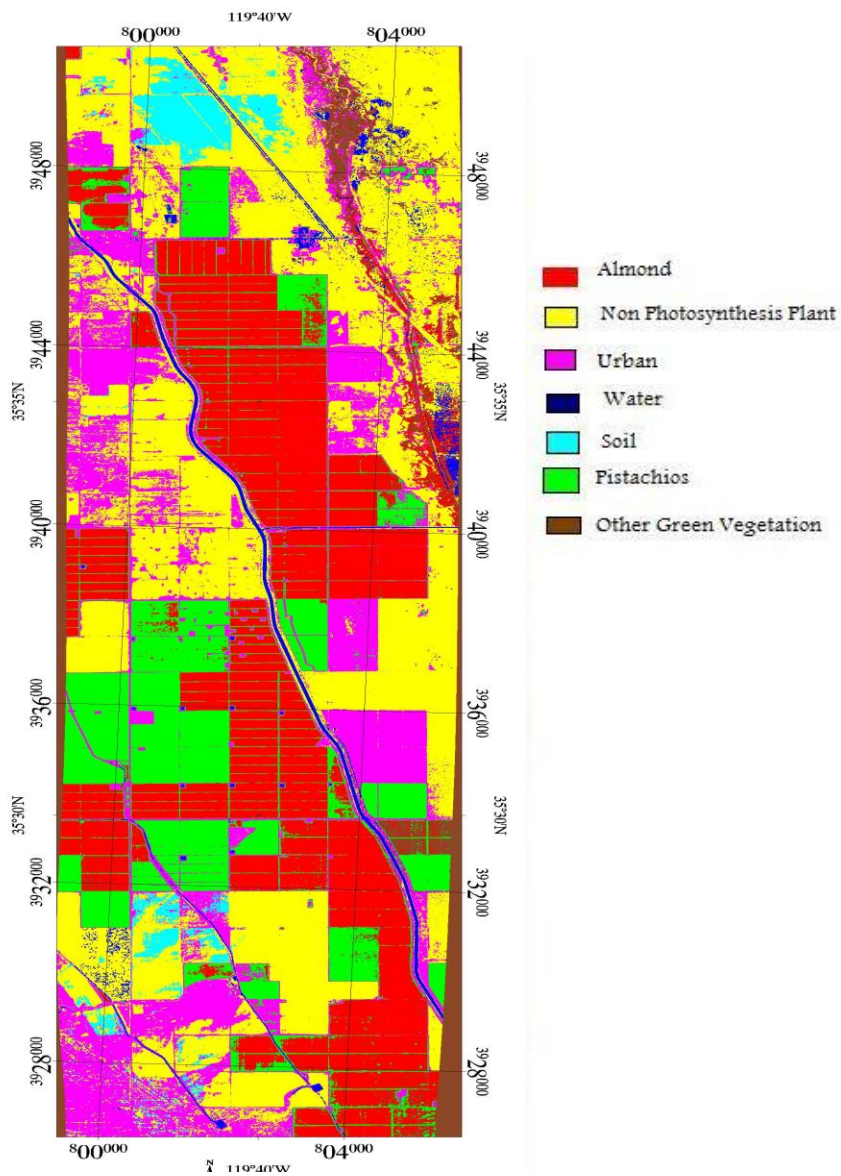 119°40'W
800000 804000
3948000 3948000
3944000 3944000
35°35'N 35°35'N
3940000 3940000
3936000 3936000
35°30'N 35°30'N
3932000 3932000
3928000 3928000
800000 804000
N 119°40'W
Almond
Non Photosynthesis Plant
Urban
Water
Soil
Pistachios
Other Green Vegetation